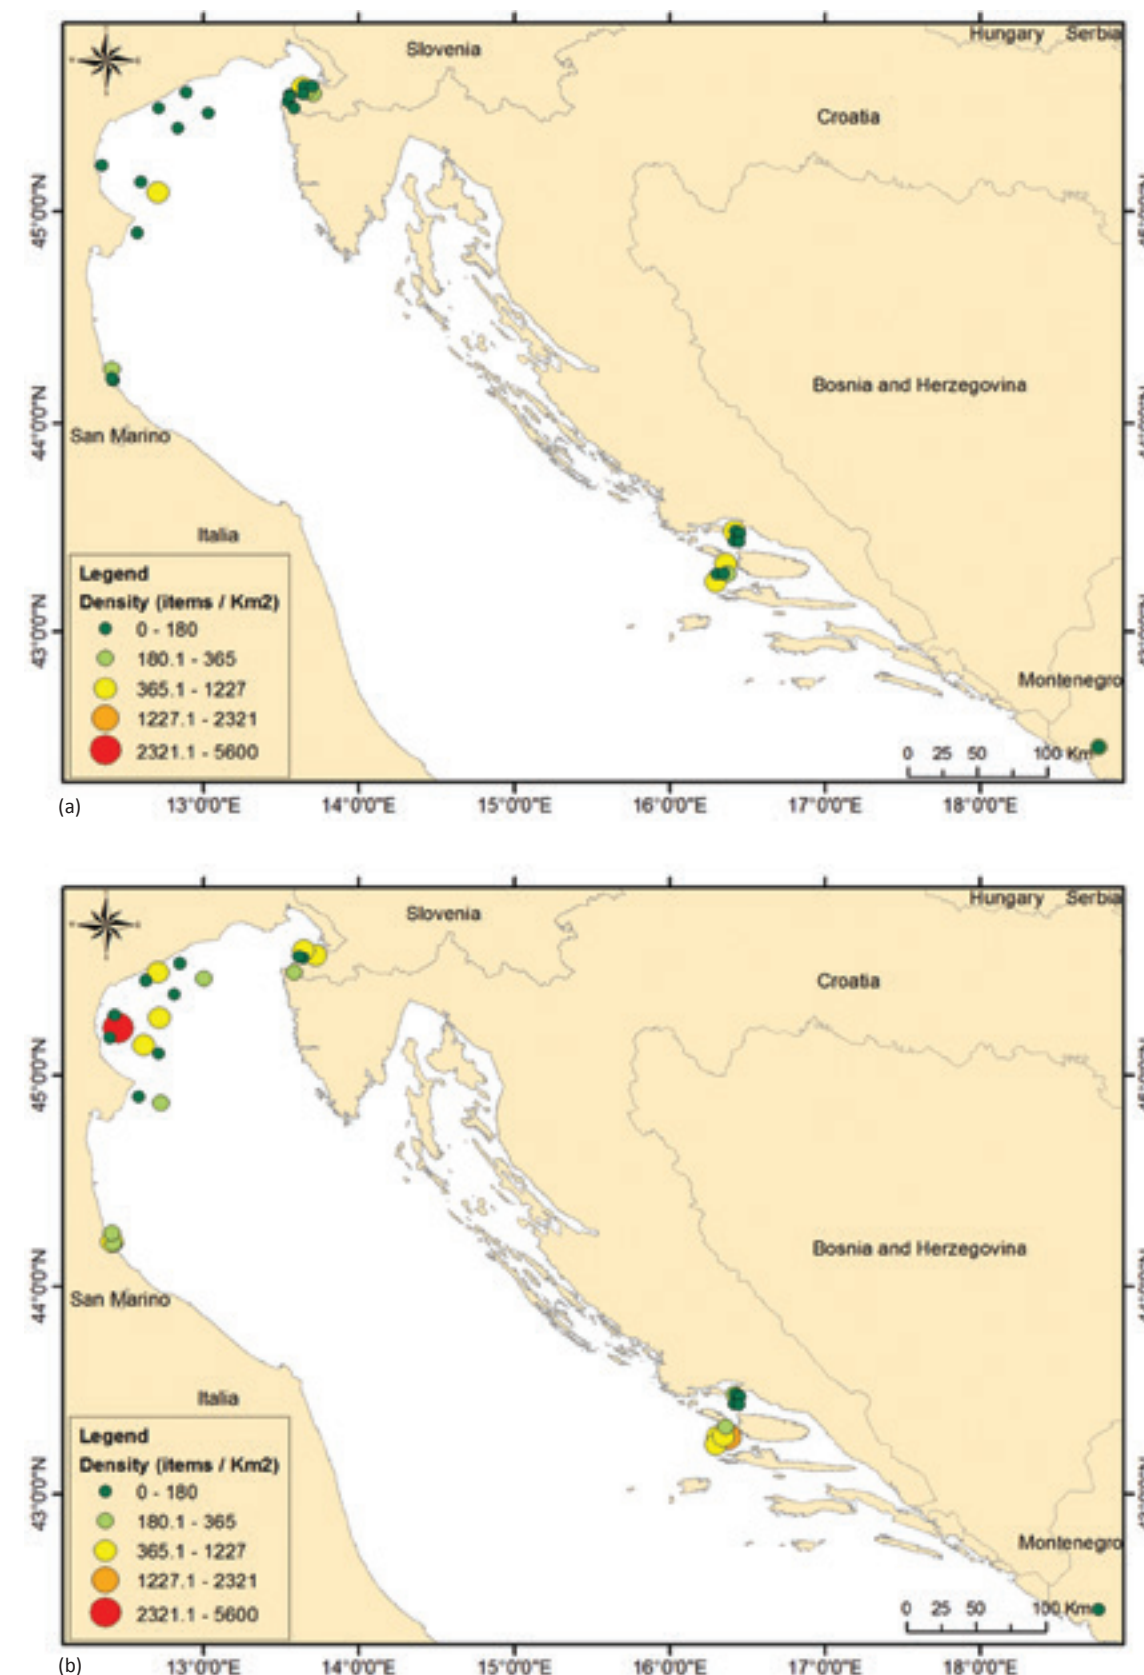 Slovenia
Hungary Serbia
Croatia
45°0'0"N
Bosnia and Herzegovina
44°0'0"N
San Marino
Italia
Legend
Density (items / Km2)
0 - 180
180.1 - 365
365.1 - 1227
1227.1 - 2321
2321.1 - 5600
43°0'0"N
Montenegro
0 25 50 100 Km
(a)
13°0'0"E 14°0'0"E 15°0'0"E 16°0'0"E 17°0'0"E 18°0'0"E
Slovenia
Hungary Serbia
Croatia
45°0'0"N
Bosnia and Herzegovina
44°0'0"N
San Marino
Italia
Legend
Density (items / Km2)
0 - 180
180.1 - 365
365.1 - 1227
1227.1 - 2321
2321.1 - 5600
43°0'0"N
Montenegro
0 25 50 100 Km
(b)
13°0'0"E 14°0'0"E 15°0'0"E 16°0'0"E 17°0'0"E 18°0'0"E